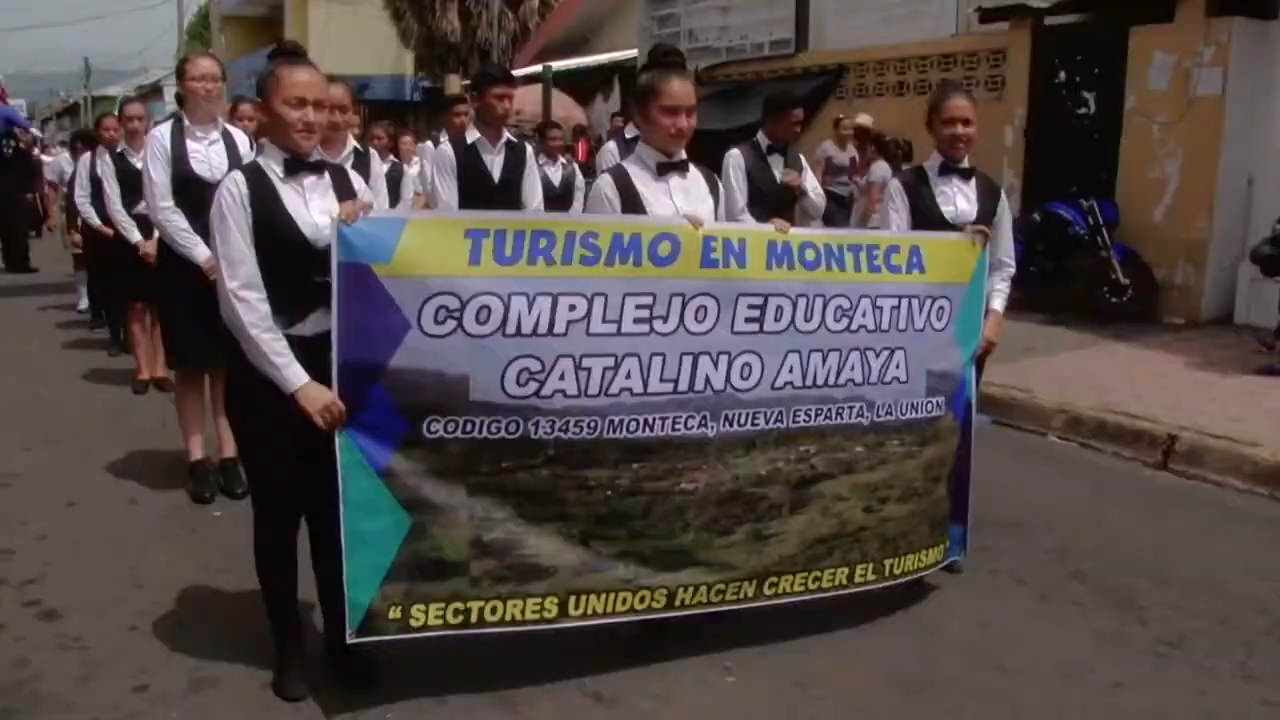 TURISMO EN MONTECA
COMPLEJO EDUCATIVO
CATALINO AMAYA
CODIGO 13459 MONTECA, NUEVA ESPARTA, LA UNION
“ SECTORES UNIDOS HACEN CRECER EL TURISMO”